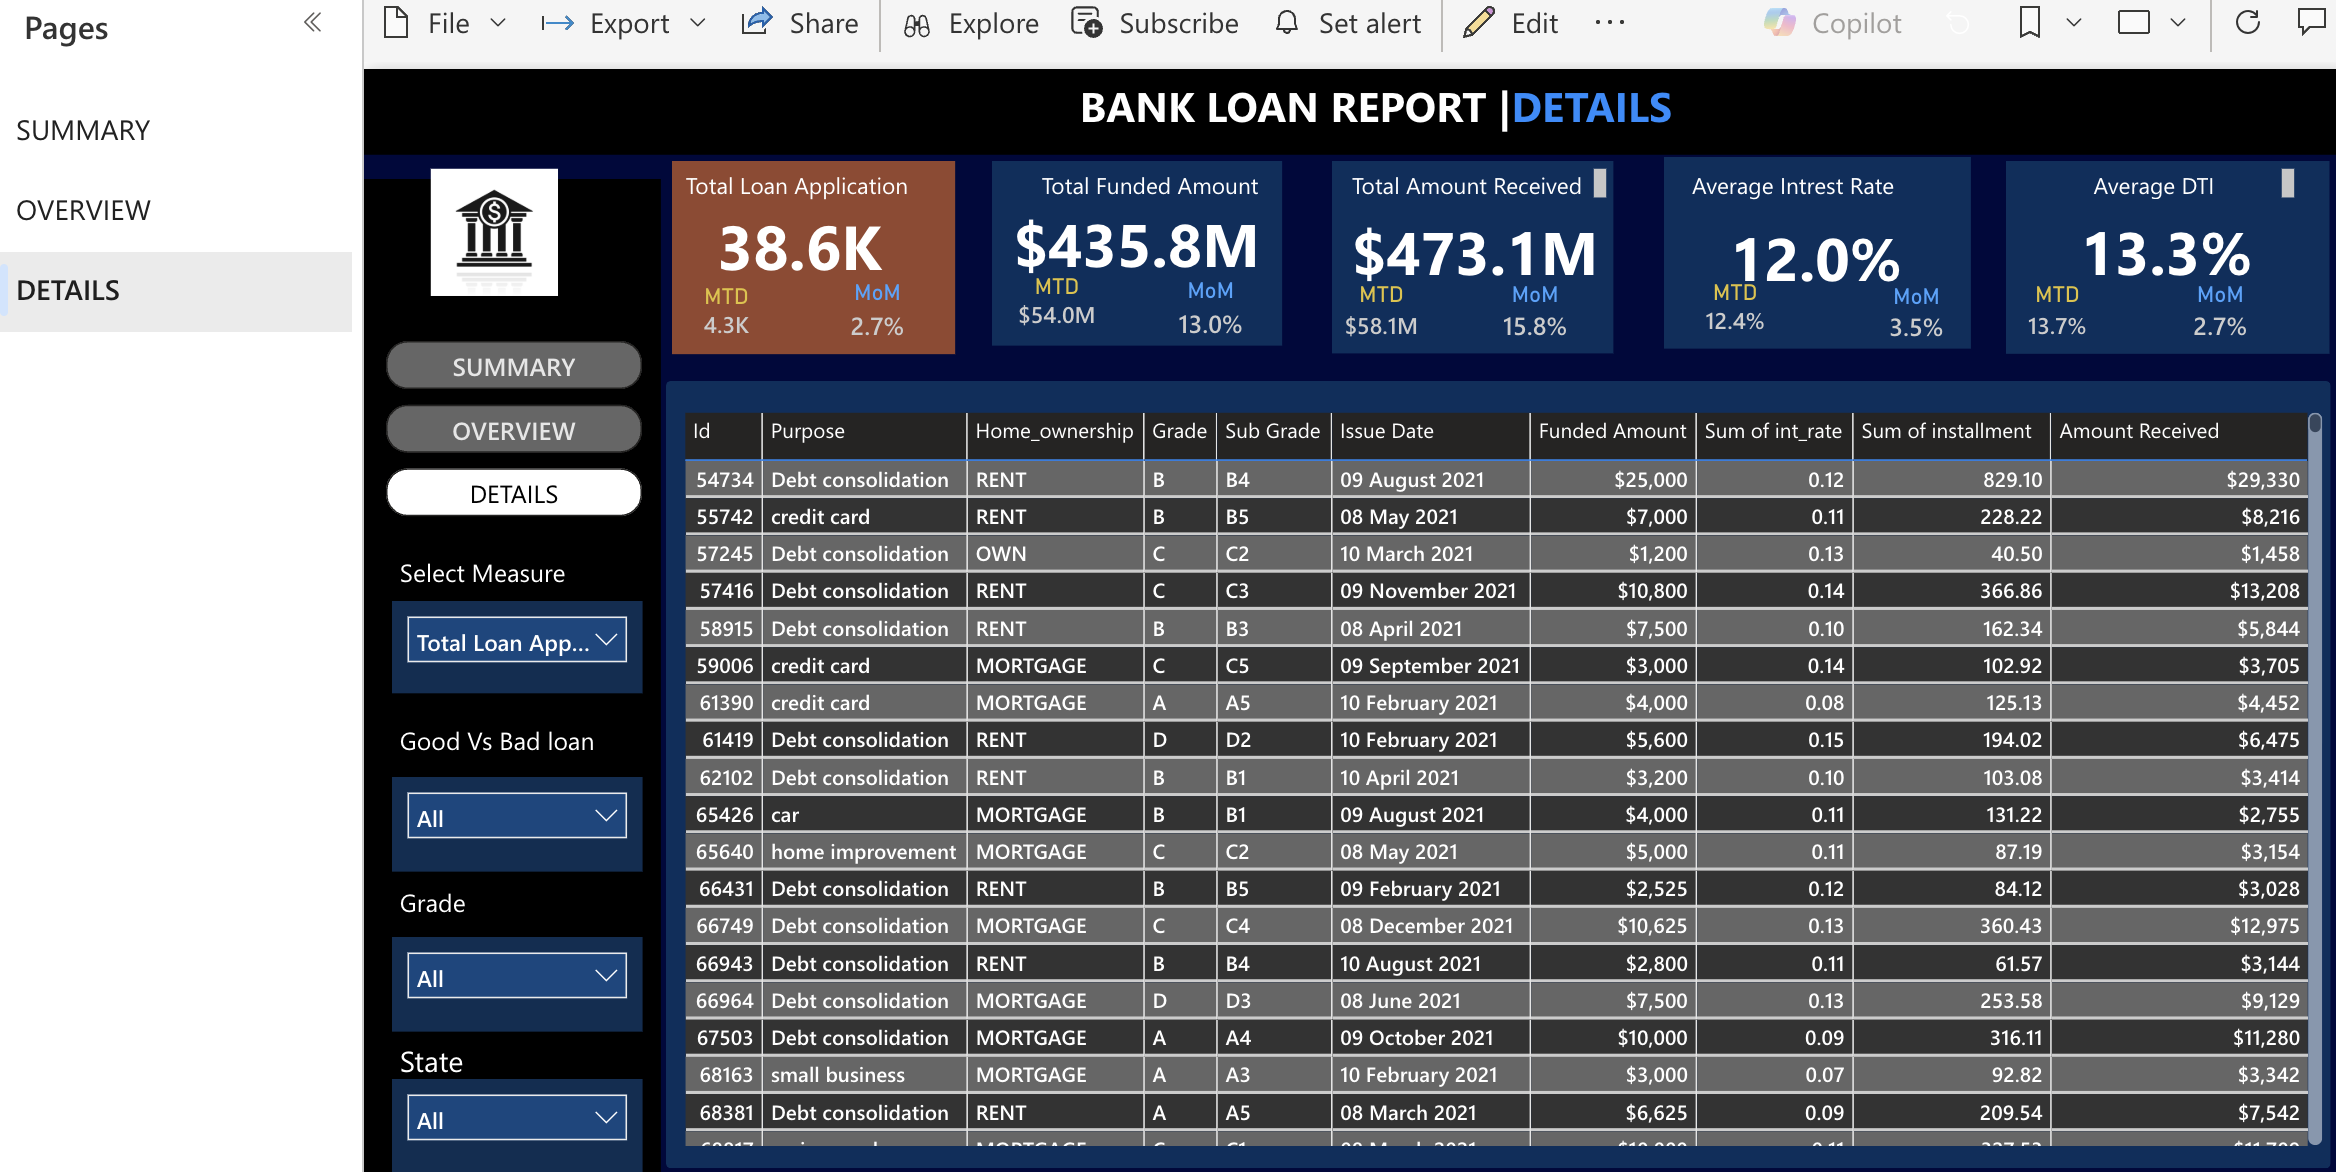 Pages
SUMMARY
OVERVIEW
DETAILS
File Export Share Explore Subscribe Set alert Edit ... Copilot
BANK LOAN REPORT |DETAILS
Total Loan Application
38.6K
MTD MoM
4.3K 2.7%
Total Funded Amount
$435.8M
MTD MoM
$54.0M 13.0%
Total Amount Received
$473.1M
MTD MoM
$58.1M 15.8%
Average Intrest Rate
12.0%
MTD MoM
12.4% 3.5%
Average DTI
13.3%
MTD MoM
13.7% 2.7%
SUMMARY
OVERVIEW
DETAILS
Select Measure
Total Loan App...
Good Vs Bad loan
All
Grade
All
State
All
Id Purpose Home_ownership Grade Sub Grade Issue Date Funded Amount Sum of int_rate Sum of installment Amount Received
54734 Debt consolidation RENT B B4 09 August 2021 $25,000 0.12 829.10 $29,330
55742 credit card RENT B B5 08 May 2021 $7,000 0.11 228.22 $8,216
57245 Debt consolidation OWN C C2 10 March 2021 $1,200 0.13 40.50 $1,458
57416 Debt consolidation RENT C C3 09 November 2021 $10,800 0.14 366.86 $13,208
58915 Debt consolidation RENT B B3 08 April 2021 $7,500 0.10 162.34 $5,844
59006 credit card MORTGAGE C C5 09 September 2021 $3,000 0.14 102.92 $3,705
61390 credit card MORTGAGE A A5 10 February 2021 $4,000 0.08 125.13 $4,452
61419 Debt consolidation RENT D D2 10 February 2021 $5,600 0.15 194.02 $6,475
62102 Debt consolidation RENT B B1 10 April 2021 $3,200 0.10 103.08 $3,414
65426 car MORTGAGE B B1 09 August 2021 $4,000 0.11 131.22 $2,755
65640 home improvement MORTGAGE C C2 08 May 2021 $5,000 0.11 87.19 $3,154
66431 Debt consolidation RENT B B5 09 February 2021 $2,525 0.12 84.12 $3,028
66749 Debt consolidation MORTGAGE C C4 08 December 2021 $10,625 0.13 360.43 $12,975
66943 Debt consolidation RENT B B4 10 August 2021 $2,800 0.11 61.57 $3,144
66964 Debt consolidation MORTGAGE D D3 08 June 2021 $7,500 0.13 253.58 $9,129
67503 Debt consolidation MORTGAGE A A4 09 October 2021 $10,000 0.09 316.11 $11,280
68163 small business MORTGAGE A A3 10 February 2021 $3,000 0.07 92.82 $3,342
68381 Debt consolidation RENT A A5 08 March 2021 $6,625 0.09 209.54 $7,542